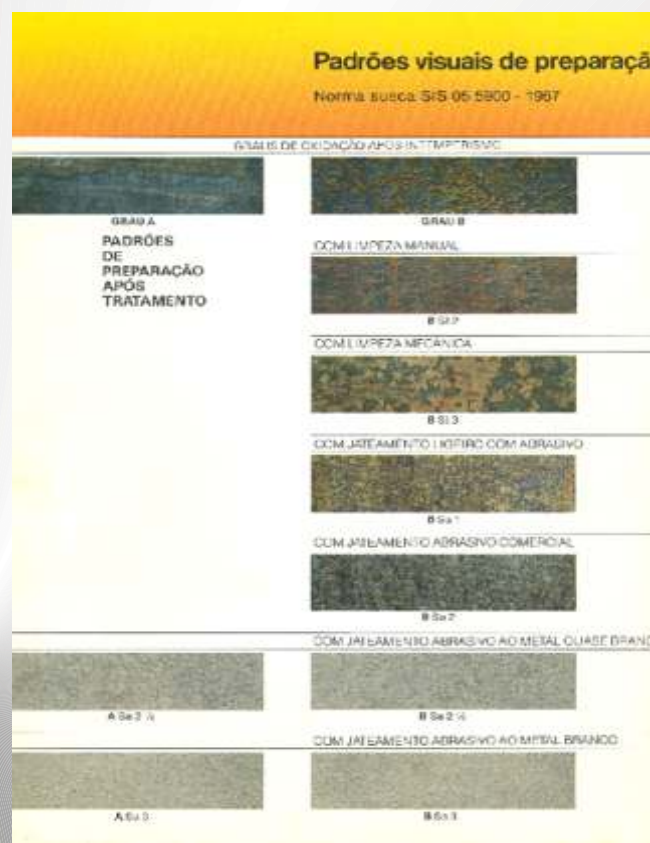 Padrões visuais de preparaçã
Norma sueca SIS 05 5900 - 1967
GRAUS DE OXIDAÇÃO APÓS INTEMPERISMO
GRAU A
GRAU B
PADRÕES
DE
PREPARAÇÃO
APÓS
TRATAMENTO
COM LIMPEZA MANUAL
B St 2
COM LIMPEZA MECÂNICA
B St 3
COM JATEAMENTO LIGEIRO COM ABRASIVO
B Sa 1
COM JATEAMENTO ABRASIVO COMERCIAL
B Sa 2
COM JATEAMENTO ABRASIVO AO METAL QUASE BRANC
A Sa 2 ½
B Sa 2 ½
COM JATEAMENTO ABRASIVO AO METAL BRANCO
A Sa 3
B Sa 3